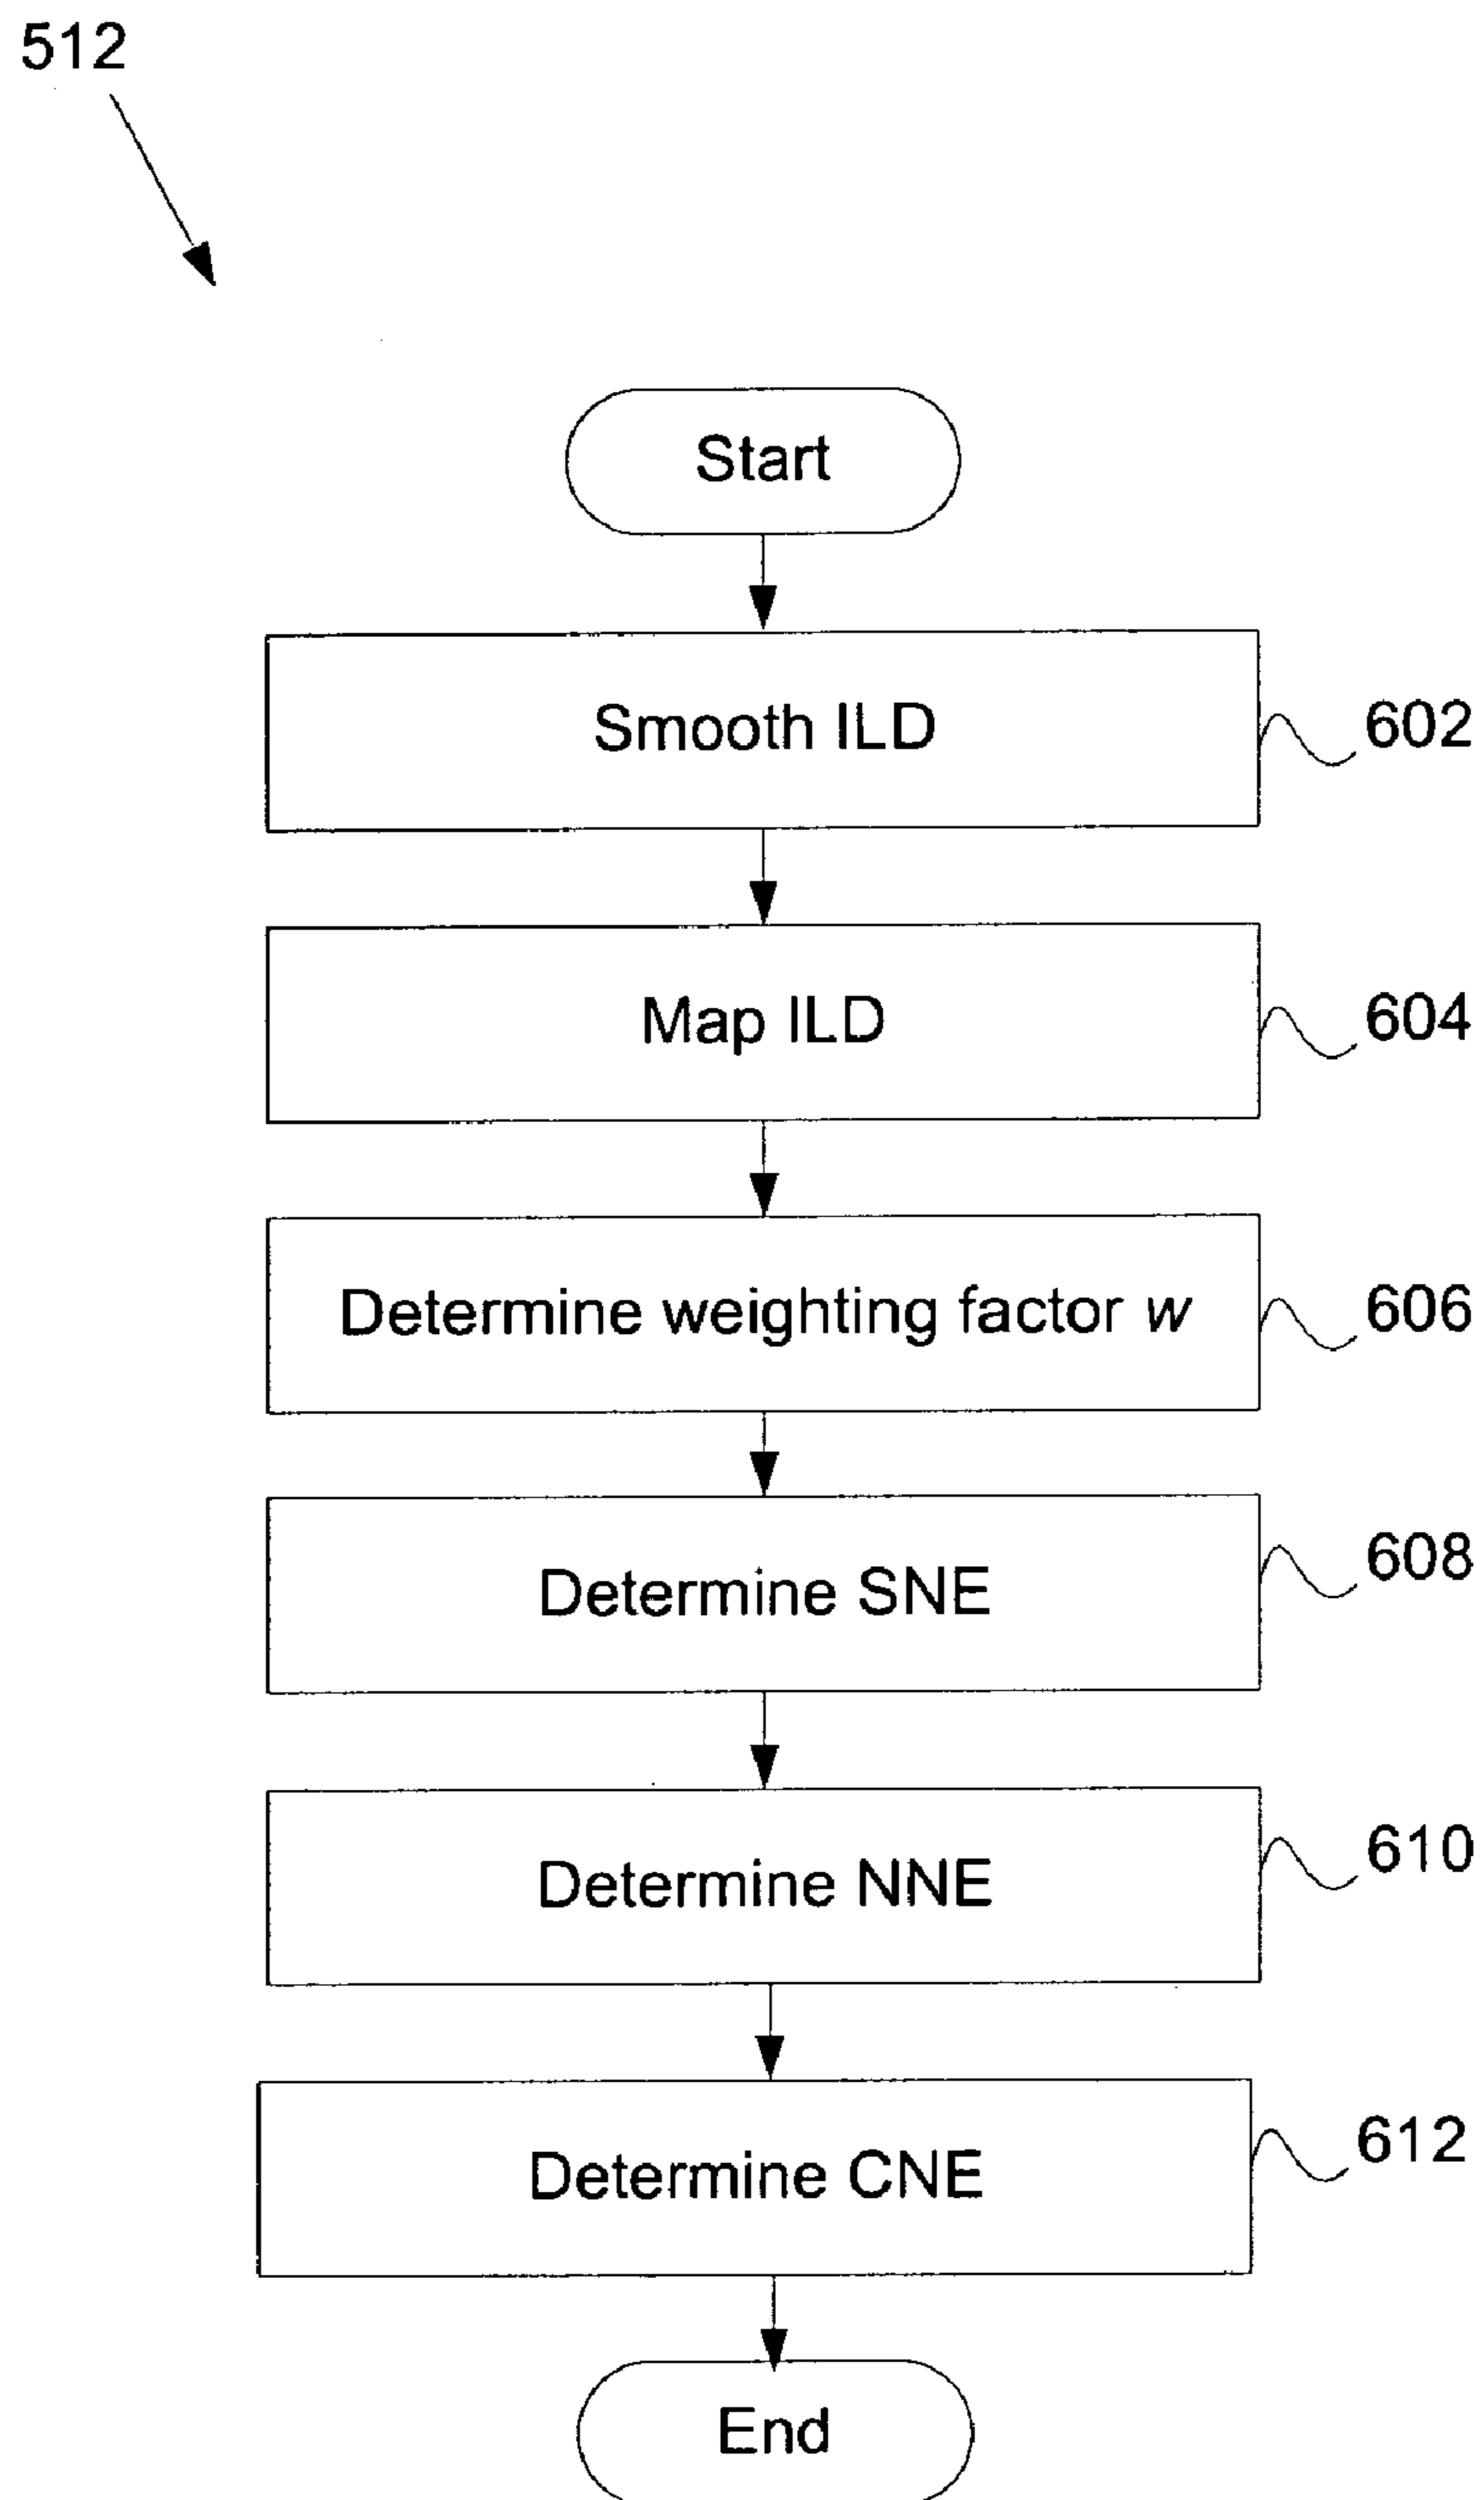 512
Start
Smooth ILD
602
Map ILD
604
Determine weighting factor w
606
Determine SNE
608
Determine NNE
610
Determine CNE
612
End